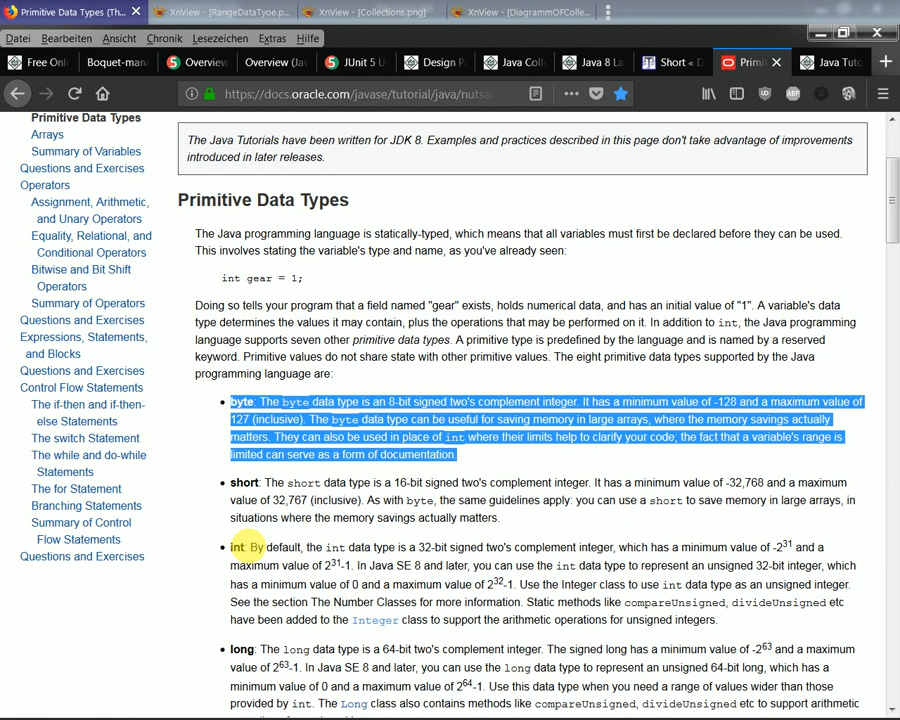 Primitive Data Types (Th...
XnView - [RangeDataTyoe.p...
XnView - [Collections.png]
XnView - [DiagrammOFColle...
Datei Bearbeiten Ansicht Chronik Lesezeichen Extras Hilfe
Free Onli
Boquet-man
Overview
Overview (Jav
JUnit 5 U
Design P
Java Coll
Java 8 La
Short « D
Primi
Java Tuto
https://docs.oracle.com/javase/tutorial/java/nutsa
ABP
Primitive Data Types
Arrays
Summary of Variables
Questions and Exercises
Operators
Assignment, Arithmetic,
and Unary Operators
Equality, Relational, and
Conditional Operators
Bitwise and Bit Shift
Operators
Summary of Operators
Questions and Exercises
Expressions, Statements,
and Blocks
Questions and Exercises
Control Flow Statements
The if-then and if-then-
else Statements
The switch Statement
The while and do-while
Statements
The for Statement
Branching Statements
Summary of Control
Flow Statements
Questions and Exercises
The Java Tutorials have been written for JDK 8. Examples and practices described in this page don't take advantage of improvements
introduced in later releases.
Primitive Data Types
The Java programming language is statically-typed, which means that all variables must first be declared before they can be used.
This involves stating the variable's type and name, as you've already seen:
int gear = 1;
Doing so tells your program that a field named "gear" exists, holds numerical data, and has an initial value of "1". A variable's data
type determines the values it may contain, plus the operations that may be performed on it. In addition to int, the Java programming
language supports seven other primitive data types. A primitive type is predefined by the language and is named by a reserved
keyword. Primitive values do not share state with other primitive values. The eight primitive data types supported by the Java
programming language are:
• byte: The byte data type is an 8-bit signed two's complement integer. It has a minimum value of -128 and a maximum value of
127 (inclusive). The byte data type can be useful for saving memory in large arrays, where the memory savings actually
matters. They can also be used in place of int where their limits help to clarify your code; the fact that a variable's range is
limited can serve as a form of documentation.
• short: The short data type is a 16-bit signed two's complement integer. It has a minimum value of -32,768 and a maximum
value of 32,767 (inclusive). As with byte, the same guidelines apply: you can use a short to save memory in large arrays, in
situations where the memory savings actually matters.
• int: By default, the int data type is a 32-bit signed two's complement integer, which has a minimum value of -2³¹ and a
maximum value of 2³¹-1. In Java SE 8 and later, you can use the int data type to represent an unsigned 32-bit integer, which
has a minimum value of 0 and a maximum value of 2³²-1. Use the Integer class to use int data type as an unsigned integer.
See the section The Number Classes for more information. Static methods like compareUnsigned, divideUnsigned etc
have been added to the Integer class to support the arithmetic operations for unsigned integers.
• long: The long data type is a 64-bit two's complement integer. The signed long has a minimum value of -2⁶³ and a maximum
value of 2⁶³-1. In Java SE 8 and later, you can use the long data type to represent an unsigned 64-bit long, which has a
minimum value of 0 and a maximum value of 2⁶⁴-1. Use this data type when you need a range of values wider than those
provided by int. The Long class also contains methods like compareUnsigned, divideUnsigned etc to support arithmetic